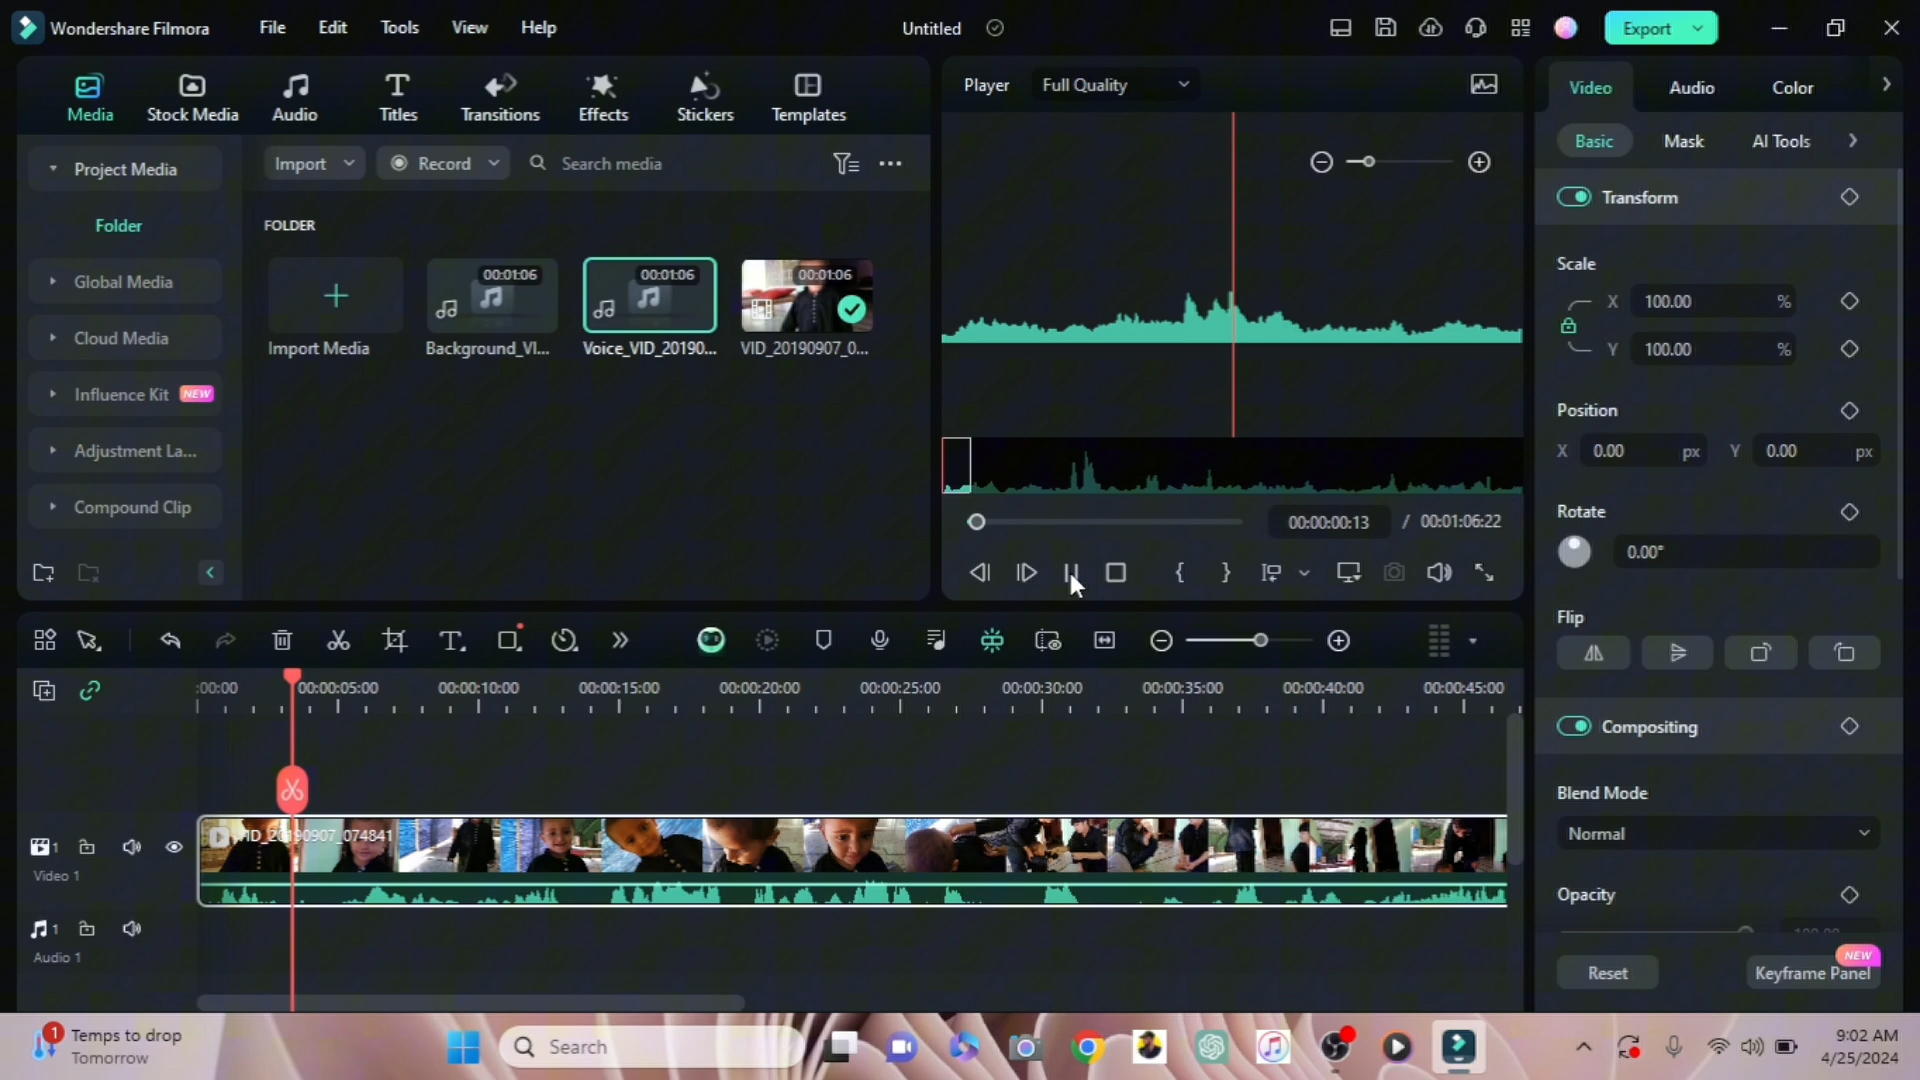 Wondershare Filmora
File Edit Tools View Help
Untitled
Export
Media
Stock Media
Audio
Titles
Transitions
Effects
Stickers
Templates
Project Media
Folder
Global Media
Cloud Media
Influence Kit NEW
Adjustment La...
Compound Clip
Import
Record
Search media
FOLDER
Import Media
00:01:06
Background_VI...
00:01:06
Voice_VID_20190...
00:01:06
VID_20190907_0...
Player Full Quality
00:00:00:13 / 00:01:06:22
Video Audio Color
Basic Mask AI Tools
Transform
Scale
X 100.00 %
Y 100.00 %
Position
X 0.00 px Y 0.00 px
Rotate
0.00°
Flip
Compositing
Blend Mode
Normal
Opacity
100.00
Reset
Keyframe Panel
NEW
:00:00 00:00:05:00 00:00:10:00 00:00:15:00 00:00:20:00 00:00:25:00 00:00:30:00 00:00:35:00 00:00:40:00 00:00:45:00
VID_20190907_074841
1
Video 1
1
Audio 1
1
Temps to drop
Tomorrow
Search
9:02 AM
4/25/2024